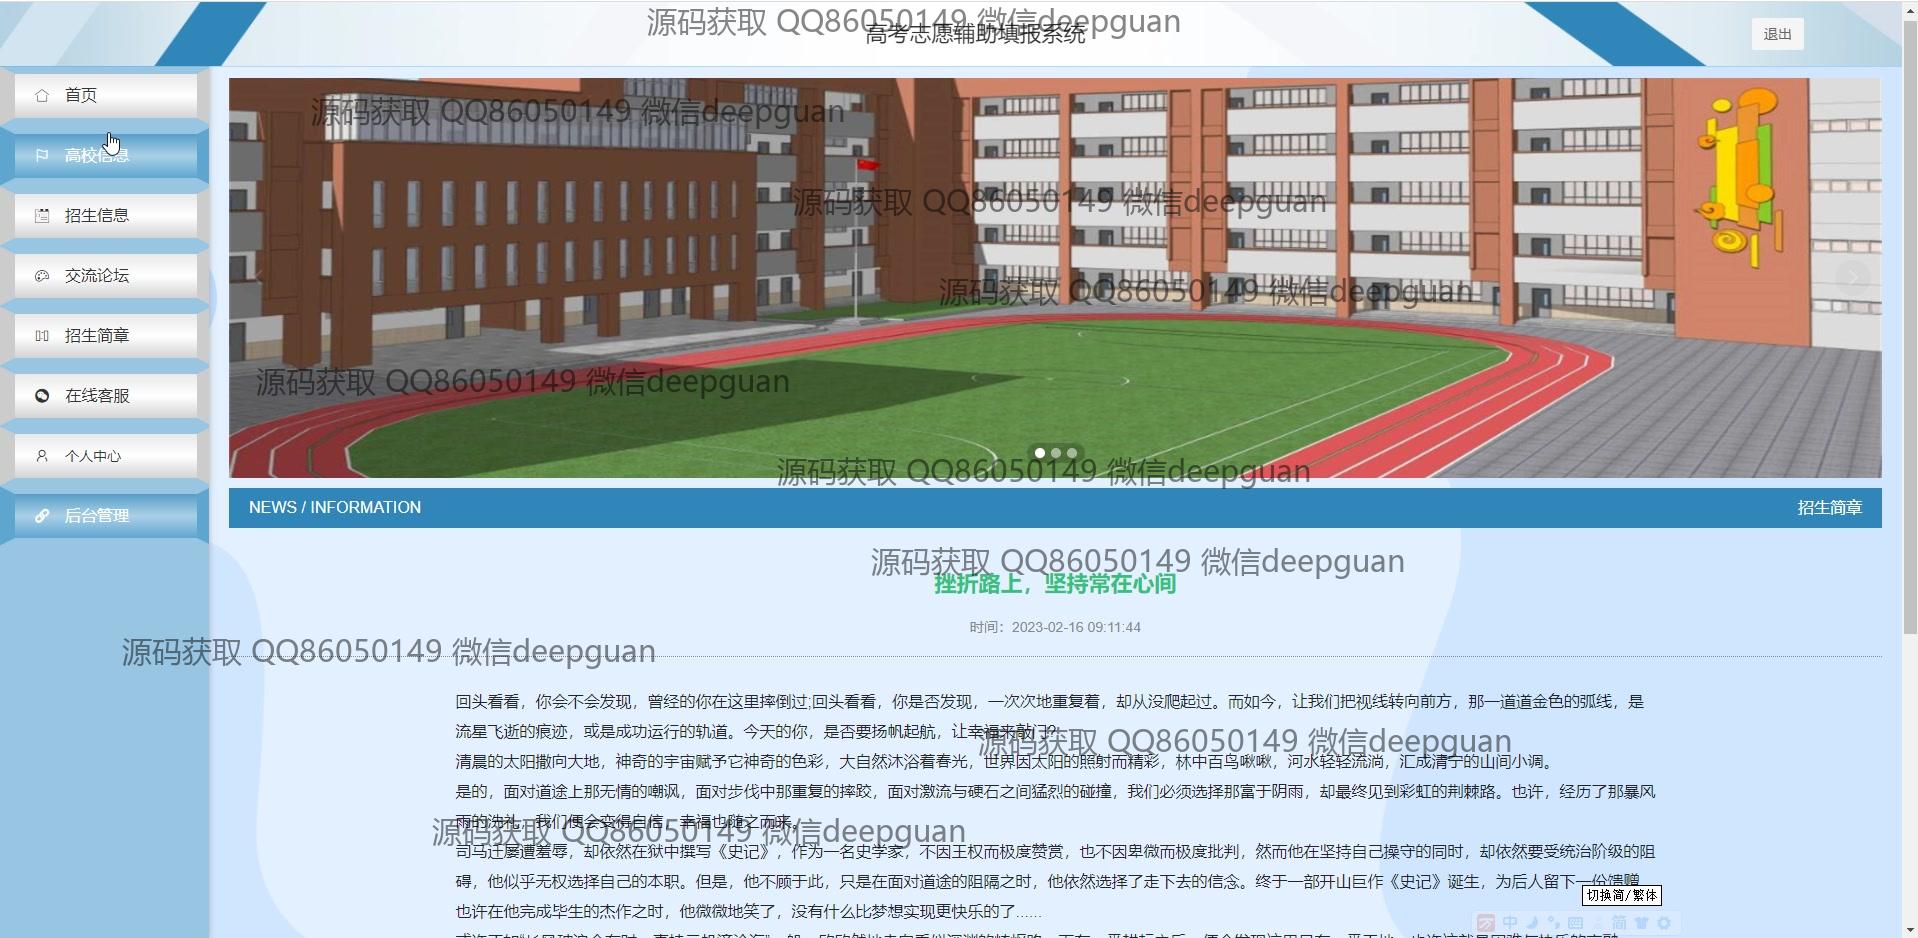 源码获取 QQ86050149 微信deepguan
高考志愿辅助填报系统
退出
首页
高校信息
招生信息
交流论坛
招生简章
在线客服
个人中心
后台管理
源码获取 QQ86050149 微信deepguan
源码获取 QQ86050149 微信deepguan
源码获取 QQ86050149 微信deepguan
源码获取 QQ86050149 微信deepguan
源码获取 QQ86050149 微信deepguan
NEWS / INFORMATION
招生简章
源码获取 QQ86050149 微信deepguan
挫折路上，坚持常在心间
时间：2023-02-16 09:11:44
源码获取 QQ86050149 微信deepguan
回头看看，你会不会发现，曾经的你在这里摔倒过;回头看看，你是否发现，一次次地重复着，却从没爬起过。而如今，让我们把视线转向前方，那一道道金色的弧线，是
流星飞逝的痕迹，或是成功运行的轨道。今天的你，是否要扬帆起航，让幸福来敲门?!
源码获取 QQ86050149 微信deepguan
清晨的太阳撒向大地，神奇的宇宙赋予它神奇的色彩，大自然沐浴着春光，世界因太阳的照射而精彩，林中百鸟啾啾，河水轻轻流淌，汇成清宁的山间小调。
是的，面对道途上那无情的嘲讽，面对步伐中那重复的摔跤，面对激流与硬石之间猛烈的碰撞，我们必须选择那富于阴雨，却最终见到彩虹的荆棘路。也许，经历了那暴风
雨的洗礼，我们便会变得自信，幸福也随之而来。
源码获取 QQ86050149 微信deepguan
司马迁屡遭羞辱，却依然在狱中撰写《史记》，作为一名史学家，不因王权而极度赞赏，也不因卑微而极度批判，然而他在坚持自己操守的同时，却依然要受统治阶级的阻
碍，他似乎无权选择自己的本职。但是，他不顾于此，只是在面对道途的阻隔之时，他依然选择了走下去的信念。终于一部开山巨作《史记》诞生，为后人留下一份馈赠。
也许在他完成毕生的杰作之时，他微微地笑了，没有什么比梦想实现更快乐的了……
切换简/繁体
中
简